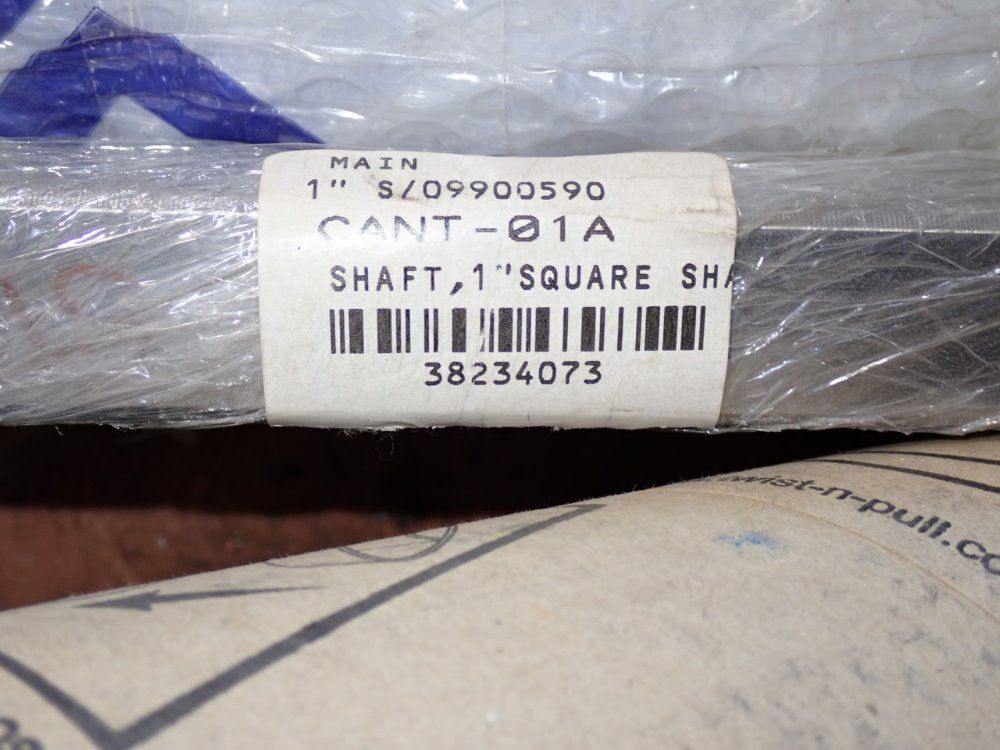 MAIN
1" S/09900590
CANT-01A
SHAFT,1"SQUARE SHA
38234073
twist-n-pull.co